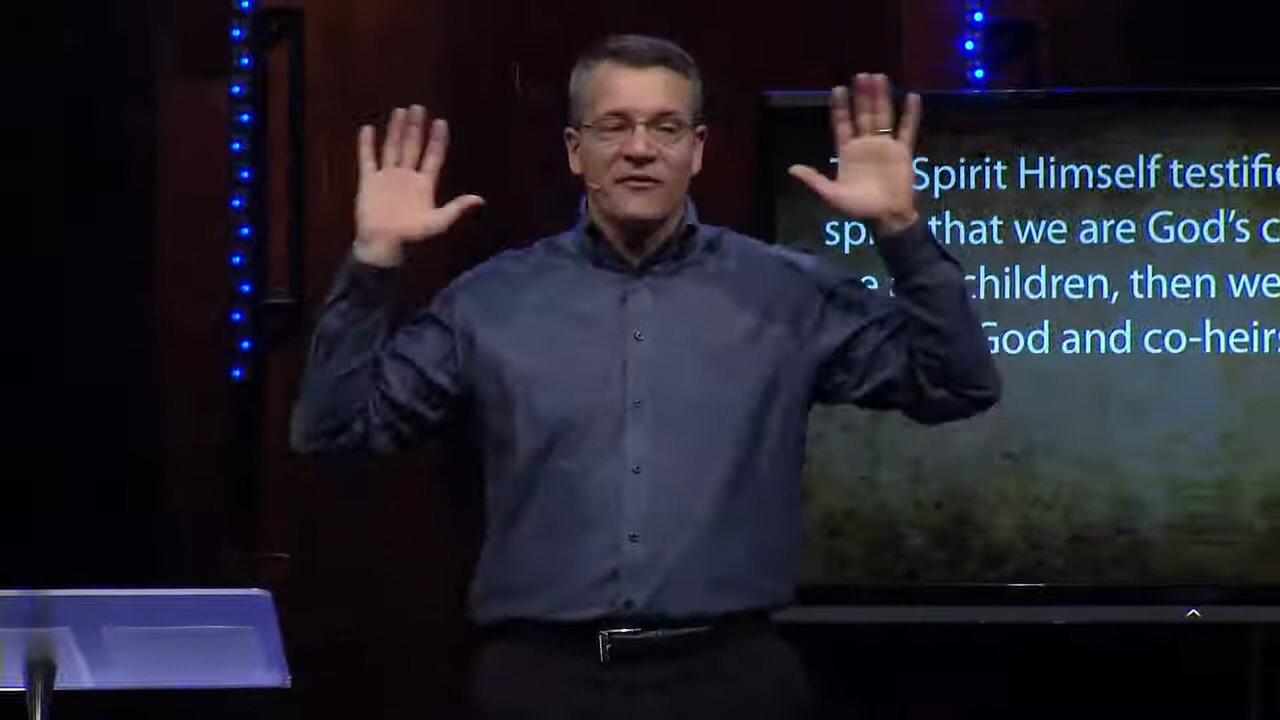 Spirit Himself testifie
that we are God's c
children, then we
God and co-heirs